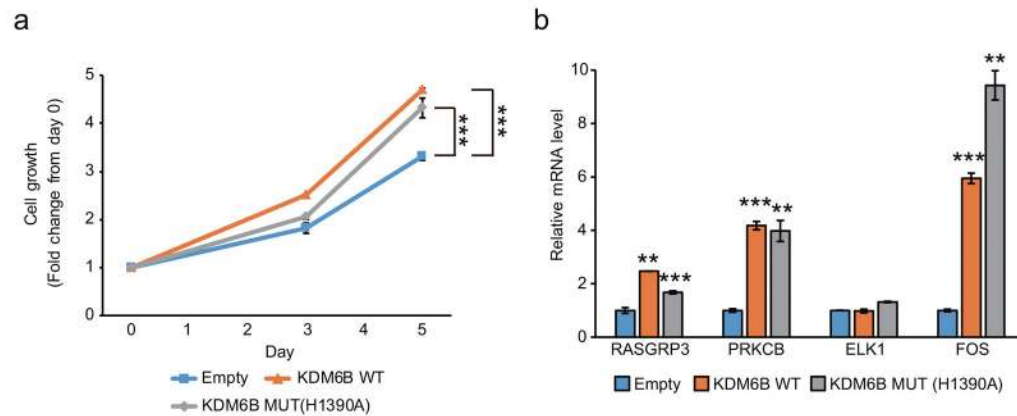 a
Cell growth
(Fold change from day 0)
5
4
3
2
1
0
0 1 2 3 4 5
Day
***
***
Empty KDM6B WT
KDM6B MUT(H1390A)
b
Relative mRNA level
10
8
6
4
2
0
** ***
*** **
*** **
RASGRP3 PRKCB ELK1 FOS
Empty KDM6B WT KDM6B MUT (H1390A)